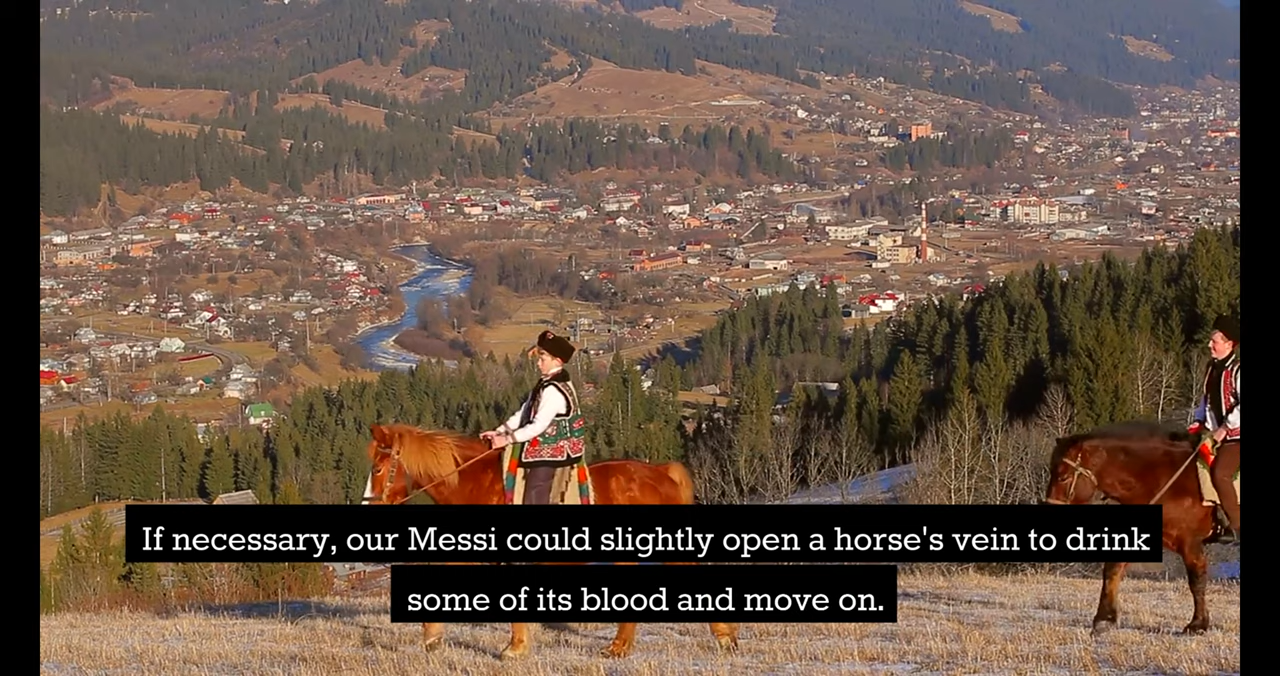 If necessary, our Messi could slightly open a horse's vein to drink
some of its blood and move on.